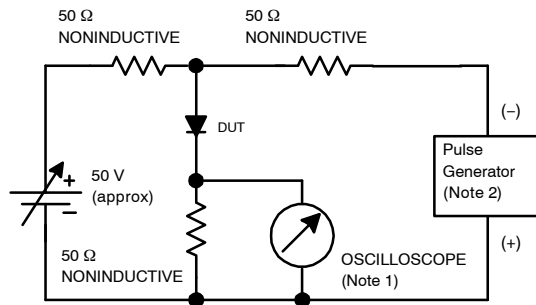 50 Ω
NONINDUCTIVE
50 Ω
NONINDUCTIVE
DUT
(−)
Pulse
Generator
(Note 2)
(+)
+
50 V
(approx)
−
50 Ω
NONINDUCTIVE
OSCILLOSCOPE
(Note 1)